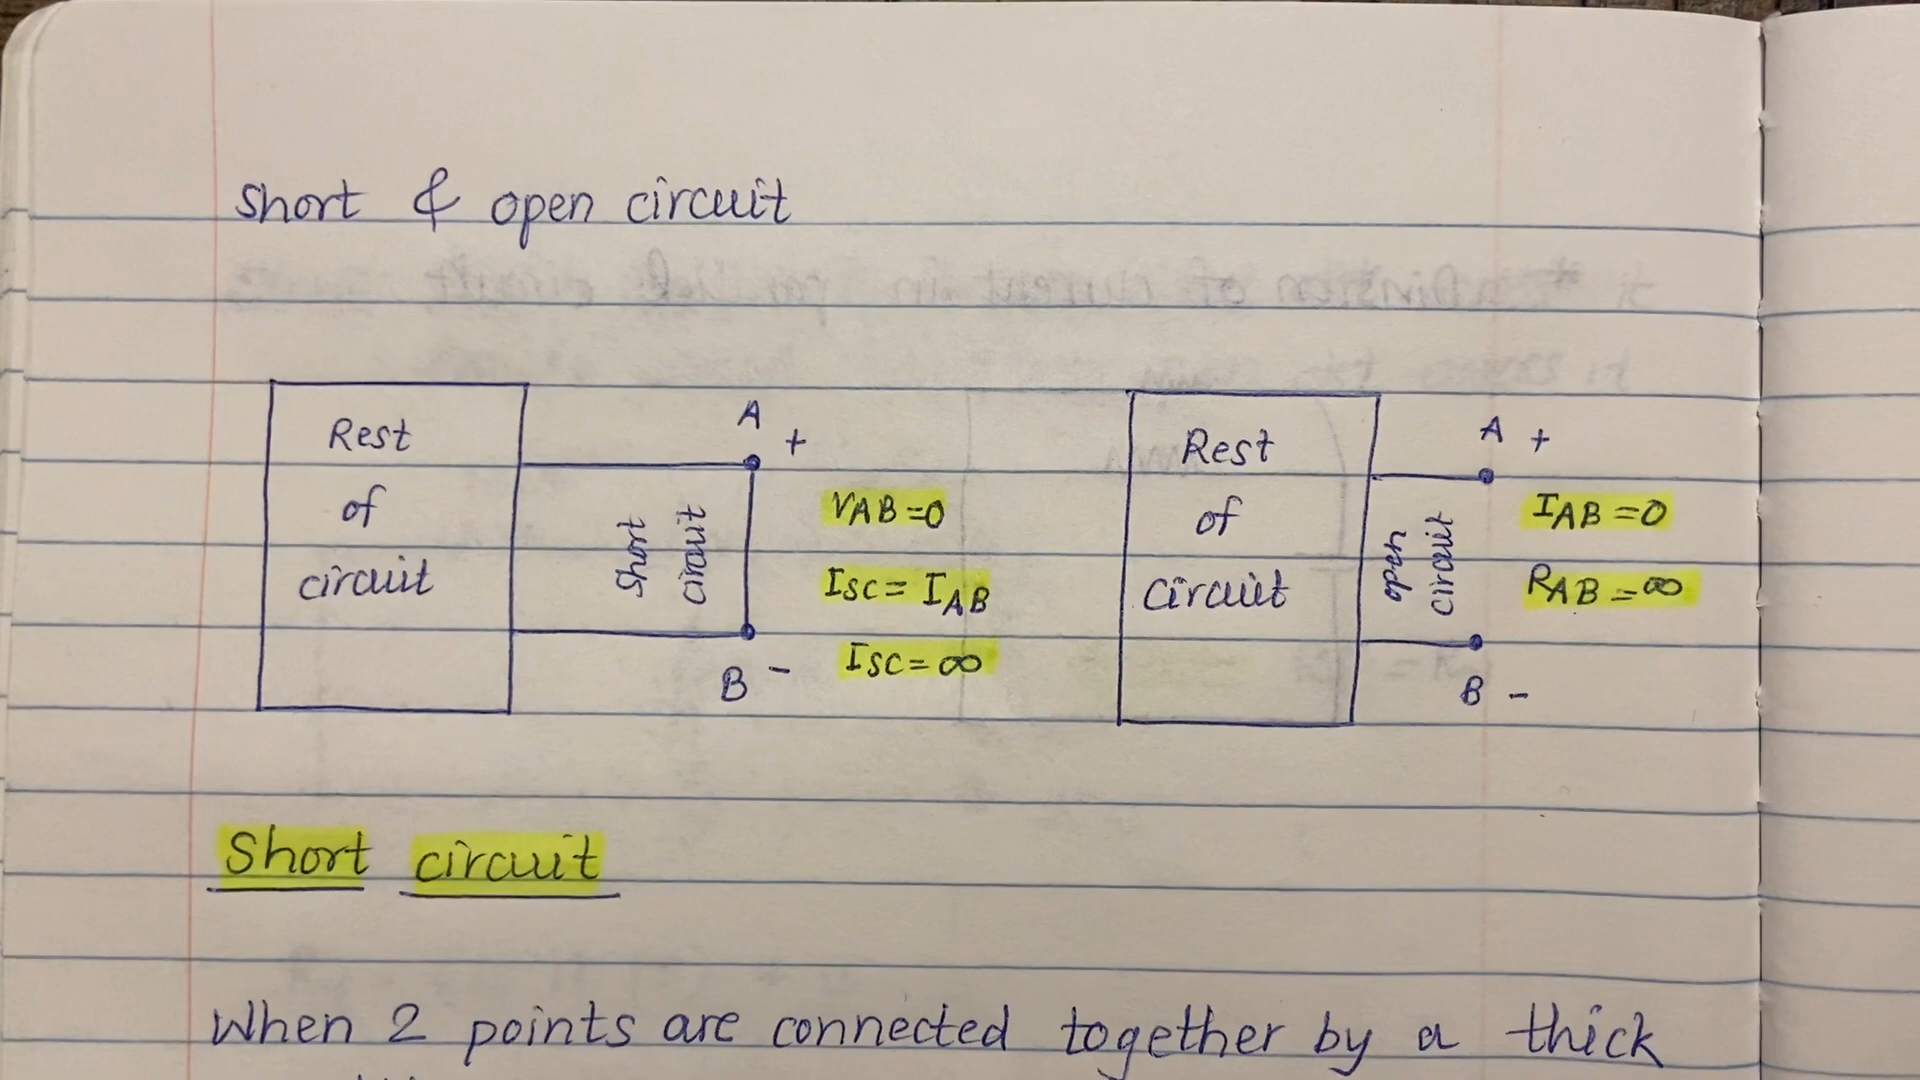 Short & open circuit
Rest
of
circuit
Short
circuit
A
+
VAB=0
ISC=IAB
ISC=∞
B -
Rest
of
Circuit
open
circuit
A +
IAB=0
RAB=∞
B -
Short circuit
When 2 points are connected together by a thick